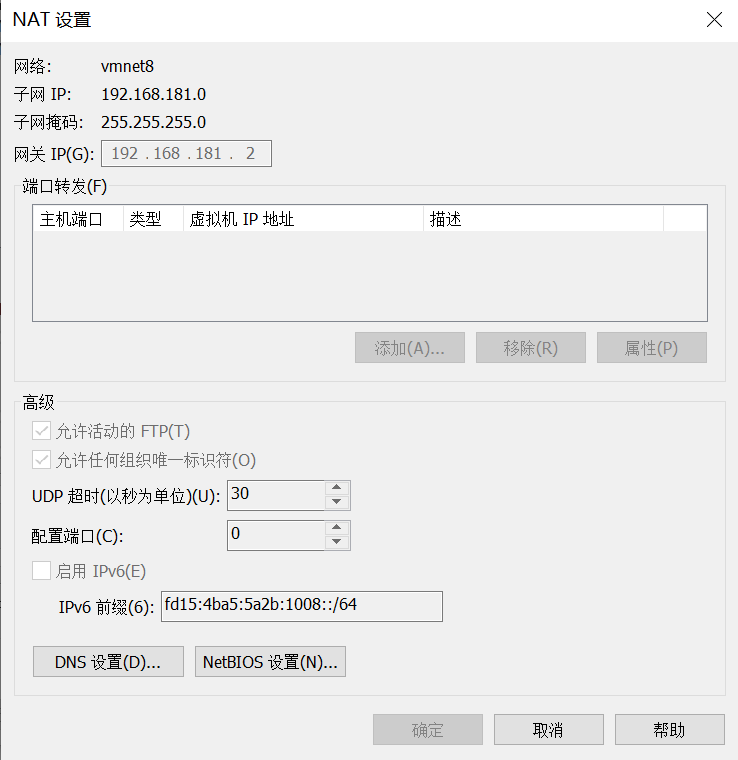 NAT 设置
网络: vmnet8
子网 IP: 192.168.181.0
子网掩码: 255.255.255.0
网关 IP(G): 192 . 168 . 181 . 2
端口转发(F)
主机端口 类型 虚拟机 IP 地址 描述
添加(A)... 移除(R) 属性(P)
高级
允许活动的 FTP(T)
允许任何组织唯一标识符(O)
UDP 超时(以秒为单位)(U): 30
配置端口(C): 0
启用 IPv6(E)
IPv6 前缀(6): fd15:4ba5:5a2b:1008::/64
DNS 设置(D)... NetBIOS 设置(N)...
确定 取消 帮助